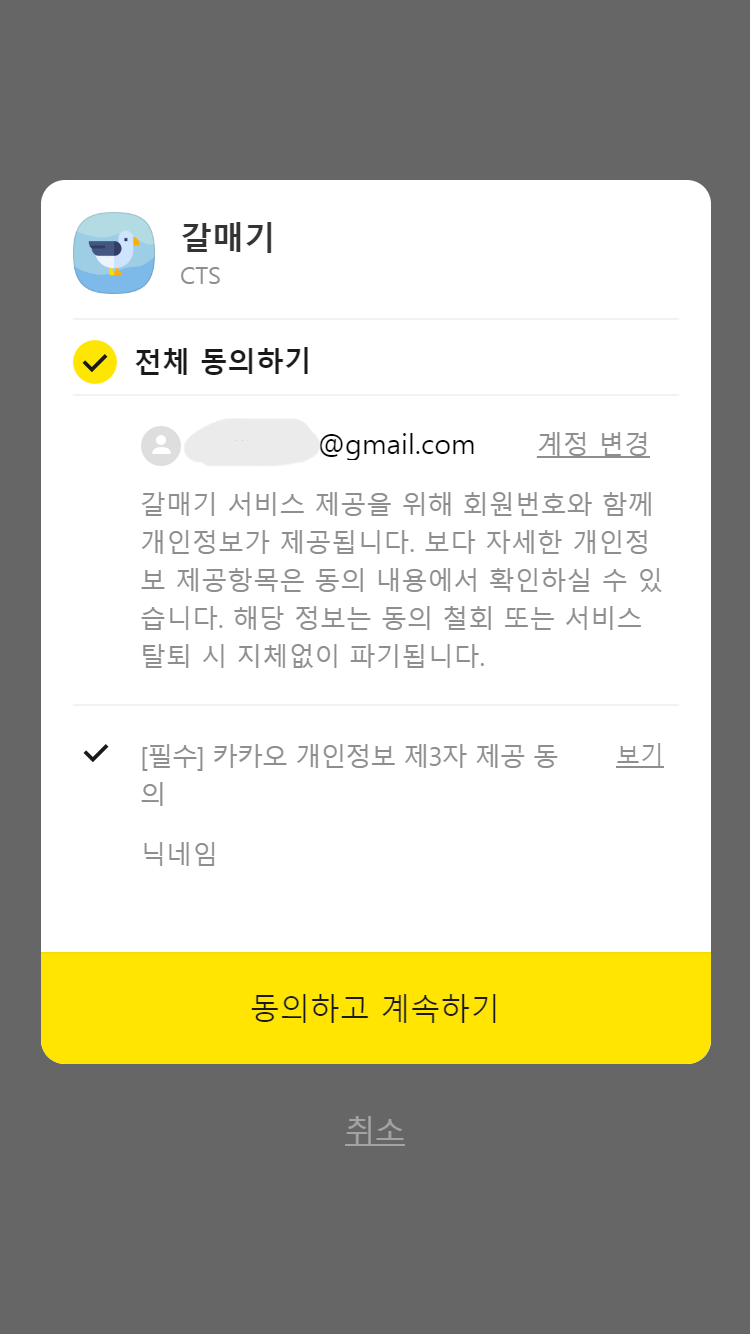 갈매기
CTS
전체 동의하기
@gmail.com
계정 변경
갈매기 서비스 제공을 위해 회원번호와 함께
개인정보가 제공됩니다. 보다 자세한 개인정
보 제공항목은 동의 내용에서 확인하실 수 있
습니다. 해당 정보는 동의 철회 또는 서비스
탈퇴 시 지체없이 파기됩니다.
[필수] 카카오 개인정보 제3자 제공 동
의
보기
닉네임
동의하고 계속하기
취소